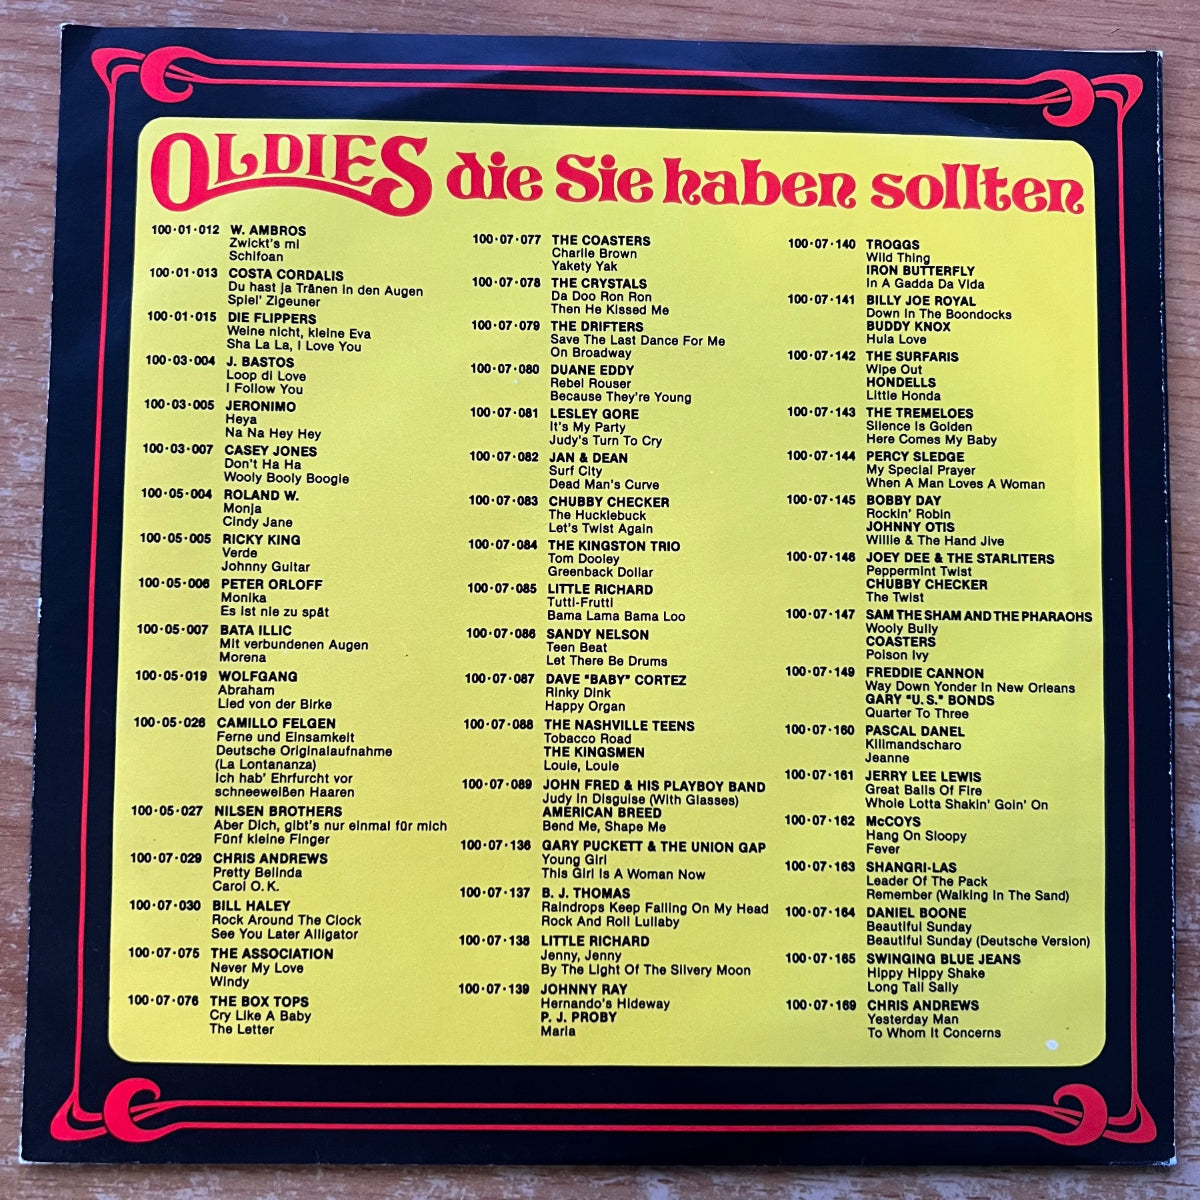 OLDIES die Sie haben sollten
100·01·012 W. AMBROS
Zwickt's mi
Schifoan
100·01·013 COSTA CORDALIS
Du hast ja Tränen in den Augen
Spiel' Zigeuner
100·01·015 DIE FLIPPERS
Weine nicht, kleine Eva
Sha La La, I Love You
100·03·004 J. BASTOS
Loop di Love
I Follow You
100·03·005 JERONIMO
Heya
Na Na Hey Hey
100·03·007 CASEY JONES
Don't Ha Ha
Wooly Booly Boogie
100·05·004 ROLAND W.
Monja
Cindy Jane
100·05·005 RICKY KING
Verde
Johnny Guitar
100·05·006 PETER ORLOFF
Monika
Es ist nie zu spät
100·05·007 BATA ILLIC
Mit verbundenen Augen
Morena
100·05·019 WOLFGANG
Abraham
Lied von der Birke
100·05·026 CAMILLO FELGEN
Ferne und Einsamkeit
Deutsche Originalaufnahme
(La Lontananza)
Ich hab' Ehrfurcht vor
schneeweißen Haaren
100·05·027 NILSEN BROTHERS
Aber Dich, gibt's nur einmal für mich
Fünf kleine Finger
100·07·029 CHRIS ANDREWS
Pretty Belinda
Carol O.K.
100·07·030 BILL HALEY
Rock Around The Clock
See You Later Alligator
100·07·075 THE ASSOCIATION
Never My Love
Windy
100·07·076 THE BOX TOPS
Cry Like A Baby
The Letter
100·07·077 THE COASTERS
Charlie Brown
Yakety Yak
100·07·078 THE CRYSTALS
Da Doo Ron Ron
Then He Kissed Me
100·07·079 THE DRIFTERS
Save The Last Dance For Me
On Broadway
100·07·080 DUANE EDDY
Rebel Rouser
Because They're Young
100·07·081 LESLEY GORE
It's My Party
Judy's Turn To Cry
100·07·082 JAN & DEAN
Surf City
Dead Man's Curve
100·07·083 CHUBBY CHECKER
The Hucklebuck
Let's Twist Again
100·07·084 THE KINGSTON TRIO
Tom Dooley
Greenback Dollar
100·07·085 LITTLE RICHARD
Tutti-Frutti
Bama Lama Bama Loo
100·07·086 SANDY NELSON
Teen Beat
Let There Be Drums
100·07·087 DAVE "BABY" CORTEZ
Rinky Dink
Happy Organ
100·07·088 THE NASHVILLE TEENS
Tobacco Road
THE KINGSMEN
Louie, Louie
100·07·089 JOHN FRED & HIS PLAYBOY BAND
Judy In Disguise (With Glasses)
AMERICAN BREED
Bend Me, Shape Me
100·07·136 GARY PUCKETT & THE UNION GAP
Young Girl
This Girl Is A Woman Now
100·07·137 B. J. THOMAS
Raindrops Keep Falling On My Head
Rock And Roll Lullaby
100·07·138 LITTLE RICHARD
Jenny, Jenny
By The Light Of The Silvery Moon
100·07·139 JOHNNY RAY
Hernando's Hideway
P. J. PROBY
Maria
100·07·140 TROGGS
Wild Thing
IRON BUTTERFLY
In A Gadda Da Vida
100·07·141 BILLY JOE ROYAL
Down In The Boondocks
BUDDY KNOX
Hula Love
100·07·142 THE SURFARIS
Wipe Out
HONDELLS
Little Honda
100·07·143 THE TREMELOES
Silence Is Golden
Here Comes My Baby
100·07·144 PERCY SLEDGE
My Special Prayer
When A Man Loves A Woman
100·07·145 BOBBY DAY
Rockin' Robin
JOHNNY OTIS
Willie & The Hand Jive
100·07·146 JOEY DEE & THE STARLITERS
Peppermint Twist
CHUBBY CHECKER
The Twist
100·07·147 SAM THE SHAM AND THE PHARAOHS
Wooly Bully
COASTERS
Poison Ivy
100·07·149 FREDDIE CANNON
Way Down Yonder In New Orleans
GARY "U.S." BONDS
Quarter To Three
100·07·160 PASCAL DANEL
Kilimandscharo
Jeanne
100·07·161 JERRY LEE LEWIS
Great Balls Of Fire
Whole Lotta Shakin' Goin' On
100·07·162 McCOYS
Hang On Sloopy
Fever
100·07·163 SHANGRI-LAS
Leader Of The Pack
Remember (Walking In The Sand)
100·07·164 DANIEL BOONE
Beautiful Sunday
Beautiful Sunday (Deutsche Version)
100·07·165 SWINGING BLUE JEANS
Hippy Hippy Shake
Long Tall Sally
100·07·169 CHRIS ANDREWS
Yesterday Man
To Whom It Concerns